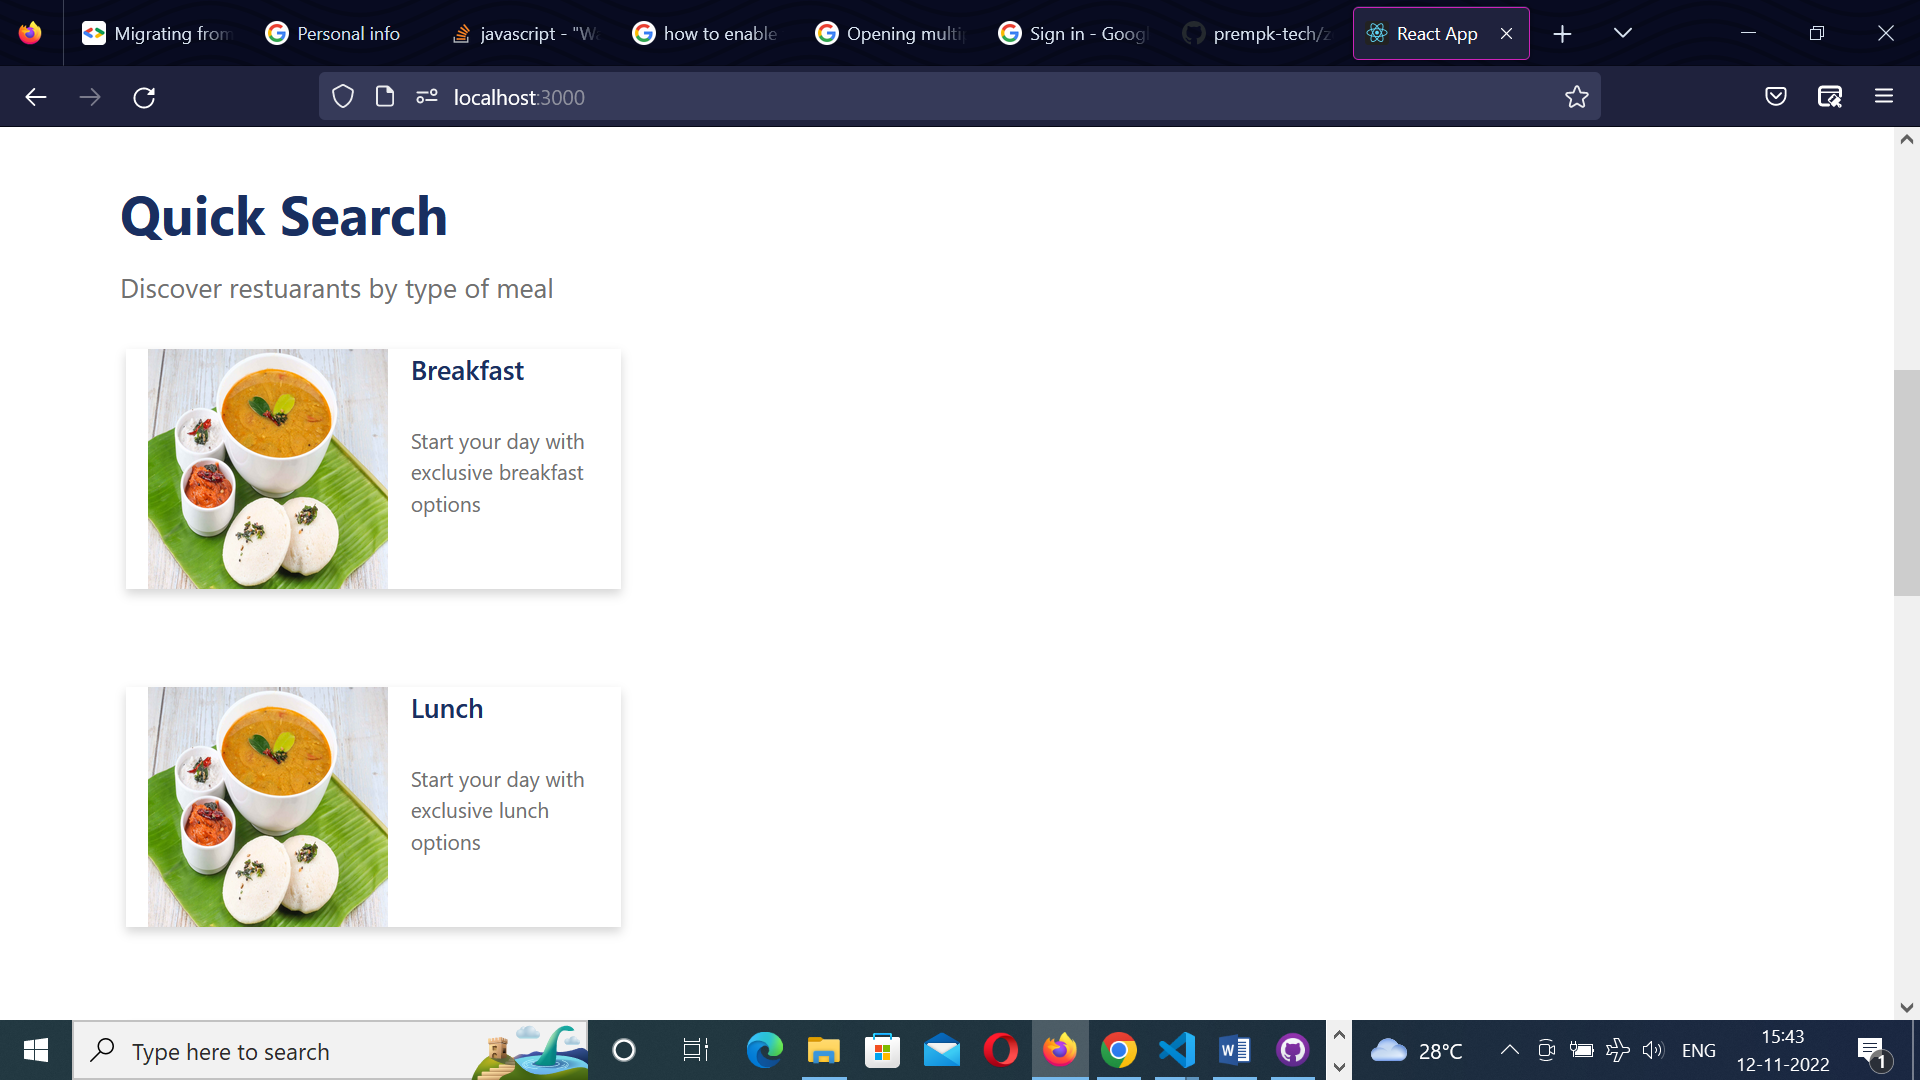 Migrating from
Personal info
javascript - "Wa
how to enable
Opening multip
Sign in - Googl
prempk-tech/z
React App
localhost:3000
Quick Search
Discover restuarants by type of meal
Breakfast
Start your day with
exclusive breakfast
options
Lunch
Start your day with
exclusive lunch
options
Type here to search
28°C
ENG
15:43
12-11-2022
1